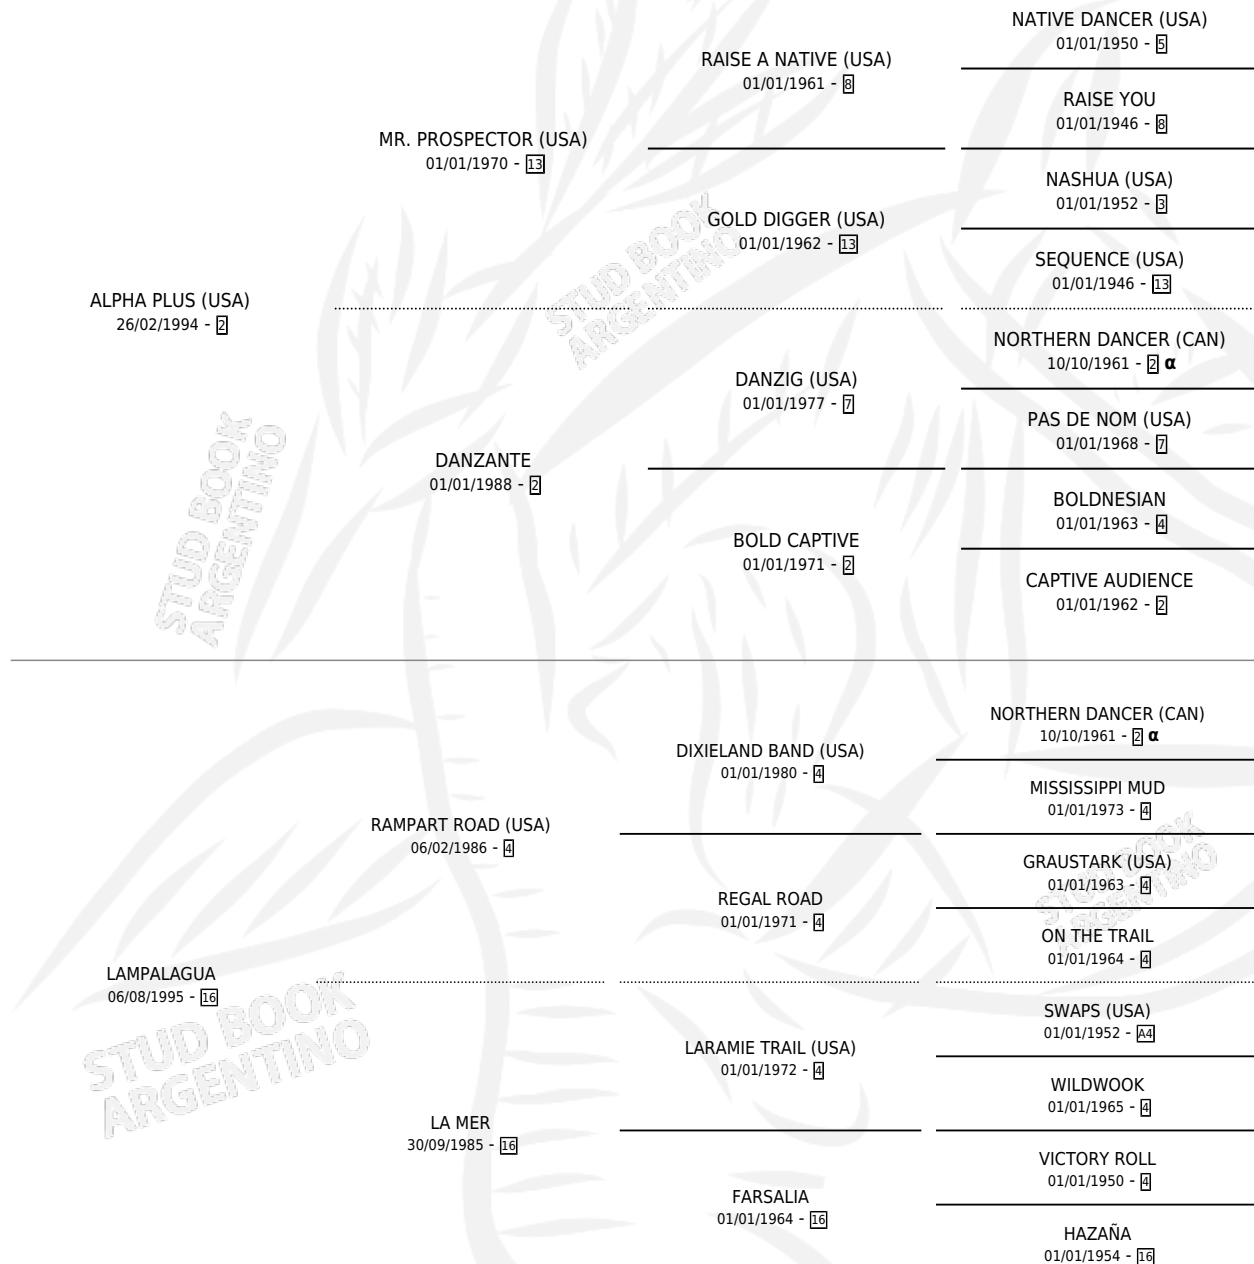 NATIVE DANCER (USA)
01/01/1950 - 5
RAISE A NATIVE (USA)
01/01/1961 - 8
RAISE YOU
01/01/1946 - 8
MR. PROSPECTOR (USA)
01/01/1970 - 13
NASHUA (USA)
01/01/1952 - 3
GOLD DIGGER (USA)
01/01/1962 - 13
SEQUENCE (USA)
01/01/1946 - 13
ALPHA PLUS (USA)
26/02/1994 - 2
NORTHERN DANCER (CAN)
10/10/1961 - 2 α
DANZIG (USA)
01/01/1977 - 7
PAS DE NOM (USA)
01/01/1968 - 7
DANZANTE
01/01/1988 - 2
BOLDNESIAN
01/01/1963 - 4
BOLD CAPTIVE
01/01/1971 - 2
CAPTIVE AUDIENCE
01/01/1962 - 2
NORTHERN DANCER (CAN)
10/10/1961 - 2 α
DIXIELAND BAND (USA)
01/01/1980 - 4
MISSISSIPPI MUD
01/01/1973 - 4
RAMPART ROAD (USA)
06/02/1986 - 4
GRAUSTARK (USA)
01/01/1963 - 4
REGAL ROAD
01/01/1971 - 4
ON THE TRAIL
01/01/1964 - 4
LAMPALAGUA
06/08/1995 - 16
SWAPS (USA)
01/01/1952 - A4
LARAMIE TRAIL (USA)
01/01/1972 - 4
WILDWOOK
01/01/1965 - 4
LA MER
30/09/1985 - 16
VICTORY ROLL
01/01/1950 - 4
FARSALIA
01/01/1964 - 16
HAZAÑA
01/01/1954 - 16
STUD BOOK
ARGENTINO
STUD BOOK
ARGENTINO
STUD BOOK
ARGENTINO
STUD BOOK
ARGENTINO